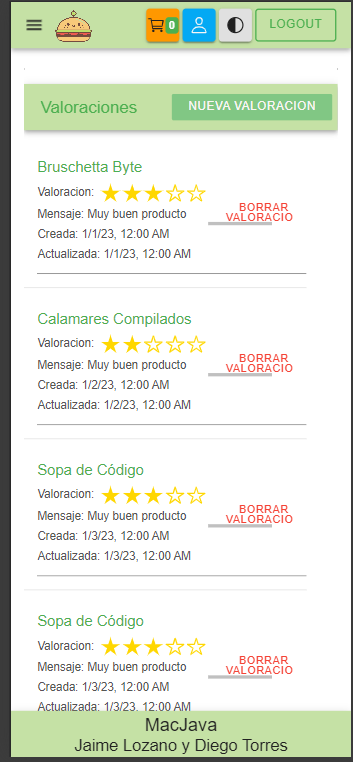 0 LOGOUT
Valoraciones NUEVA VALORACION
Bruschetta Byte
Valoracion:
Mensaje: Muy buen producto
Creada: 1/1/23, 12:00 AM
Actualizada: 1/1/23, 12:00 AM
BORRAR
VALORACIO
Calamares Compilados
Valoracion:
Mensaje: Muy buen producto
Creada: 1/2/23, 12:00 AM
Actualizada: 1/2/23, 12:00 AM
BORRAR
VALORACIO
Sopa de Código
Valoracion:
Mensaje: Muy buen producto
Creada: 1/3/23, 12:00 AM
Actualizada: 1/3/23, 12:00 AM
BORRAR
VALORACIO
Sopa de Código
Valoracion:
Mensaje: Muy buen producto
Creada: 1/3/23, 12:00 AM
Actualizada: 1/3/23, 12:00 AM
BORRAR
VALORACIO
MacJava
Jaime Lozano y Diego Torres